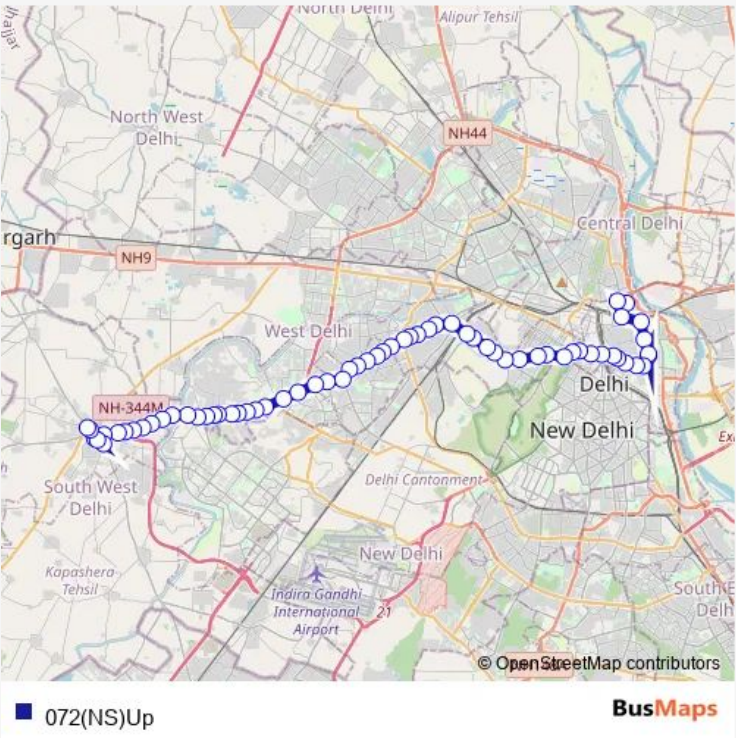 North Delhi
Alipur Tehsil
Jhajjar
North West
Delhi
NH44
Central Delhi
rgarh
NH9
West Delhi
Delhi
NH-344M
New Delhi
Delhi Cantonment
South West
Delhi
New Delhi
Kapashera
Tehsil
Indira Gandhi
International
Airport
21
South E
Delh
© OpenStreetMap contributors
072(NS)Up
BusMaps